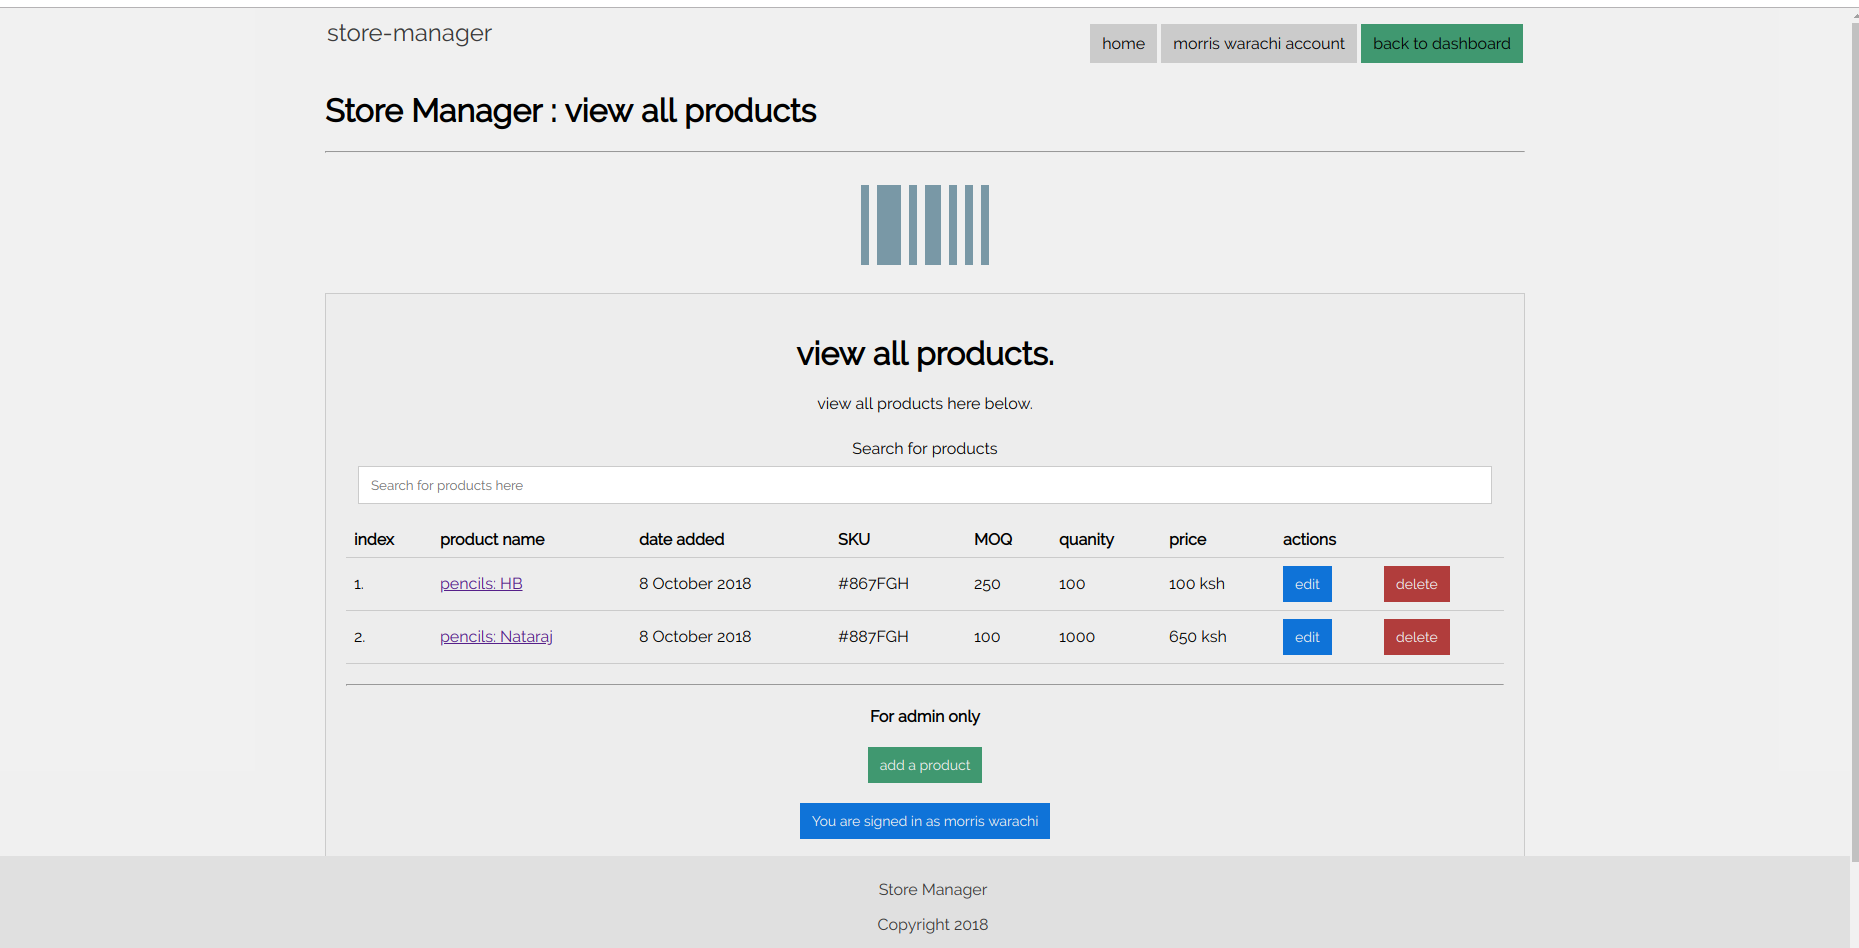 store-manager
home morris warachi account back to dashboard
Store Manager : view all products
view all products.
view all products here below.
Search for products
Search for products here
index product name date added SKU MOQ quanity price actions
1. pencils: HB 8 October 2018 #867FGH 250 100 100 ksh edit delete
2. pencils: Nataraj 8 October 2018 #887FGH 100 1000 650 ksh edit delete
For admin only
add a product
You are signed in as morris warachi
Store Manager
Copyright 2018